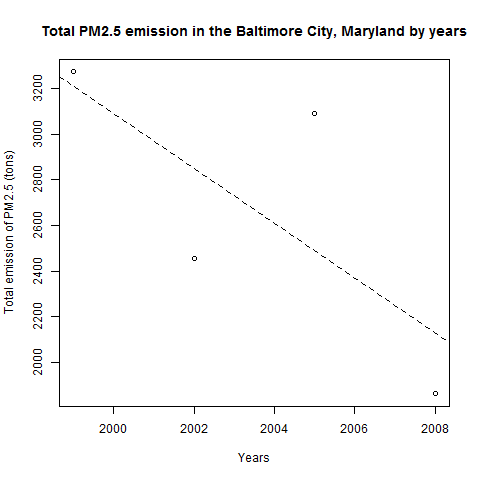 Total PM2.5 emission in the Baltimore City, Maryland by years
Total emission of PM2.5 (tons)
3200
3000
2800
2600
2400
2200
2000
2000 2002 2004 2006 2008
Years